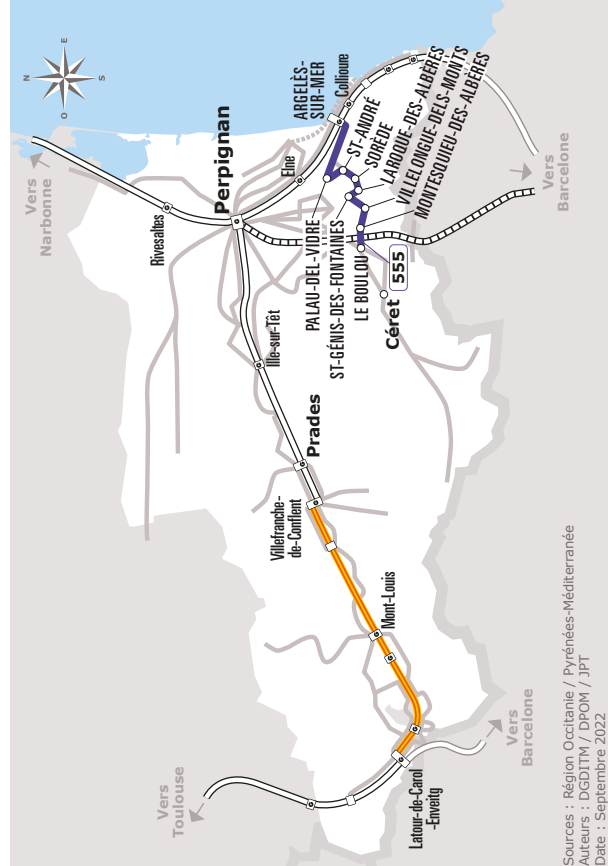 N
E
S
O
Vers
Narbonne
Rivesaltes
Perpignan
Elne
ARGELÈS-
SUR-MER
Collioure
PALAU-DEL-VIDRE
ST-ANDRÉ
SORÈDE
LAROQUE-DES-ALBÈRES
ST-GÉNIS-DES-FONTAINES
VILLELONGUE-DELS-MONTS
MONTESQUIEU-DES-ALBÈRES
LE BOULOU
555
Céret
Vers
Barcelone
Ille-sur-Têt
Prades
Villefranche-
de-Conflent
Mont-Louis
Latour-de-Carol
-Enveitg
Vers
Toulouse
Vers
Barcelone
Sources : Région Occitanie / Pyrénées-Méditerranée
Auteurs : DGDITM / DPOM / JPT
Date : Septembre 2022